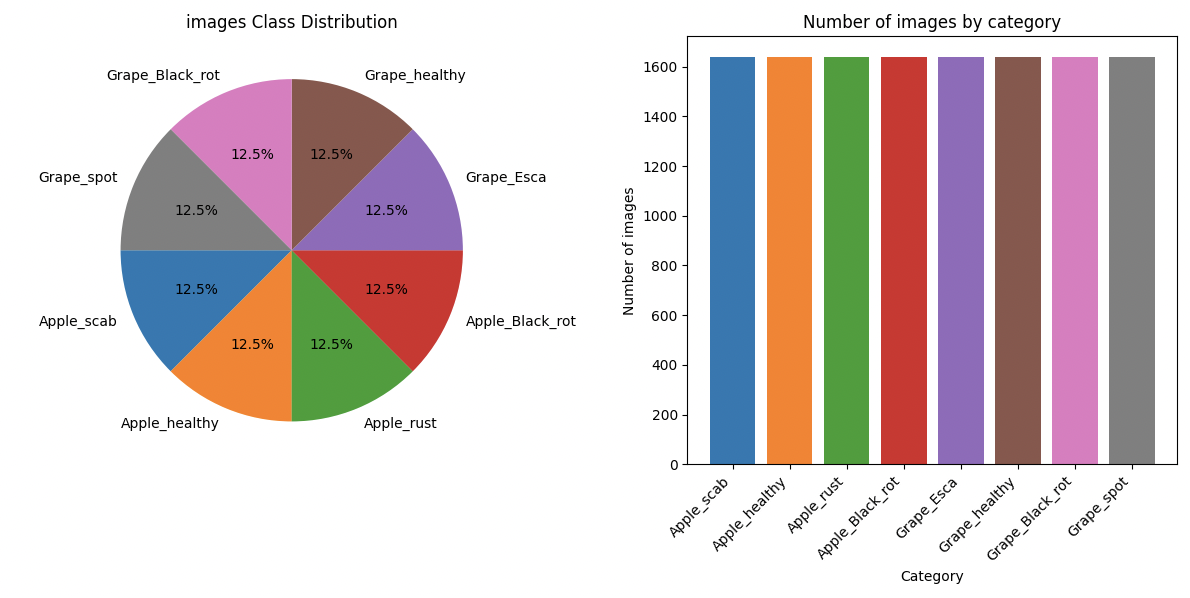 images Class Distribution
Grape_Black_rot
Grape_healthy
12.5%
12.5%
Grape_spot
Grape_Esca
12.5%
12.5%
12.5%
12.5%
Apple_scab
Apple_Black_rot
12.5%
12.5%
Apple_healthy
Apple_rust
Number of images by category
Number of images
1600
1400
1200
1000
800
600
400
200
0
Apple_scab
Apple_healthy
Apple_rust
Apple_Black_rot
Grape_Esca
Grape_healthy
Grape_Black_rot
Grape_spot
Category